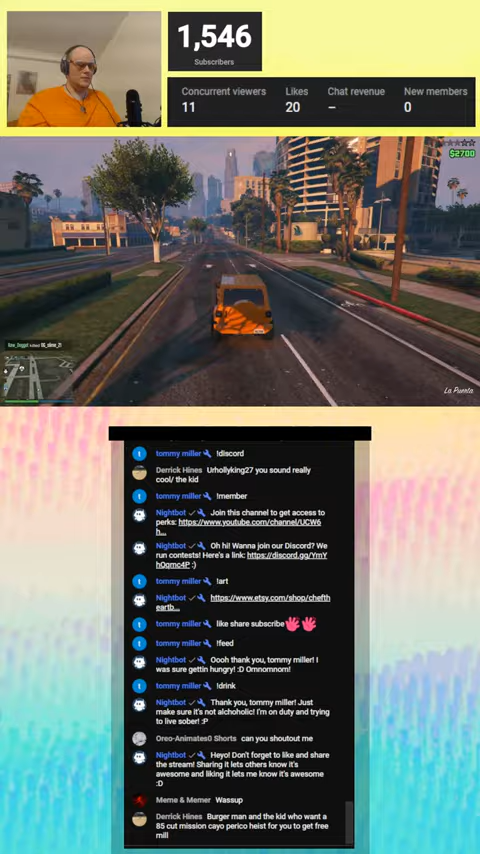 1,546
Subscribers
Concurrent viewers Likes Chat revenue New members
11 20 – 0
$2700
La Puerta
tommy miller !discord
Derrick Hines Urhollyking27 you sound really
cool/ the kid
tommy miller !member
Nightbot Join this channel to get access to
perks: https://www.youtube.com/channel/UCW6
h...
Nightbot Oh hi! Wanna join our Discord? We
run contests! Here's a link: https://discord.gg/YmY
hQqmc4P :)
tommy miller !art
Nightbot https://www.etsy.com/shop/chefthe
eartb...
tommy miller like share subscribe
tommy miller !feed
Nightbot Oooh thank you, tommy miller! I
was sure gettin hungry! :D Omnomnom!
tommy miller !drink
Nightbot Thank you, tommy miller! Just
make sure it's not alchoholic! I'm on duty and trying
to live sober! :P
Oreo-Animates0 Shorts can you shoutout me
Nightbot Heyo! Don't forget to like and share
the stream! Sharing it lets others know it's
awesome and liking it lets me know it's awesome
:D
Meme & Memer Wassup
Derrick Hines Burger man and the kid who want a
85 cut mission cayo perico heist for you to get free
mill